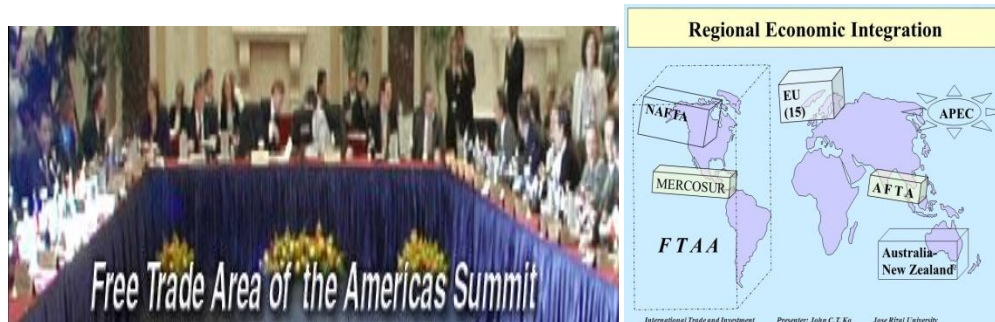 Free Trade Area of the Americas Summit
Regional Economic Integration
NAFTA
EU
(15)
APEC
MERCOSUR
AFTA
FTAA
Australia-
New Zealand
International Trade and Investment
Presenter: John C.T. Ko
Jose Rizal University